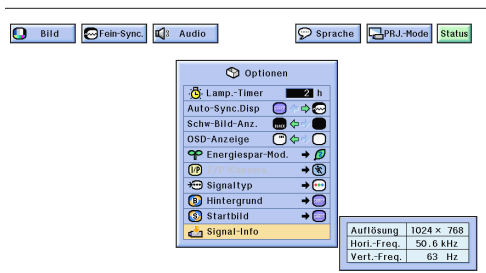 Bild
Fein-Sync.
Audio
Sprache
PRJ.-Mode
Status
Optionen
Lamp.-Timer 2 h
Auto-Sync.Disp
Schw-Bild-Anz.
OSD-Anzeige
Energiespar-Mod.
I/P
Signaltyp
B Hintergrund
S Startbild
Signal-Info
Auflösung 1024 × 768
Hori.-Freq. 50.6 kHz
Vert.-Freq. 63 Hz